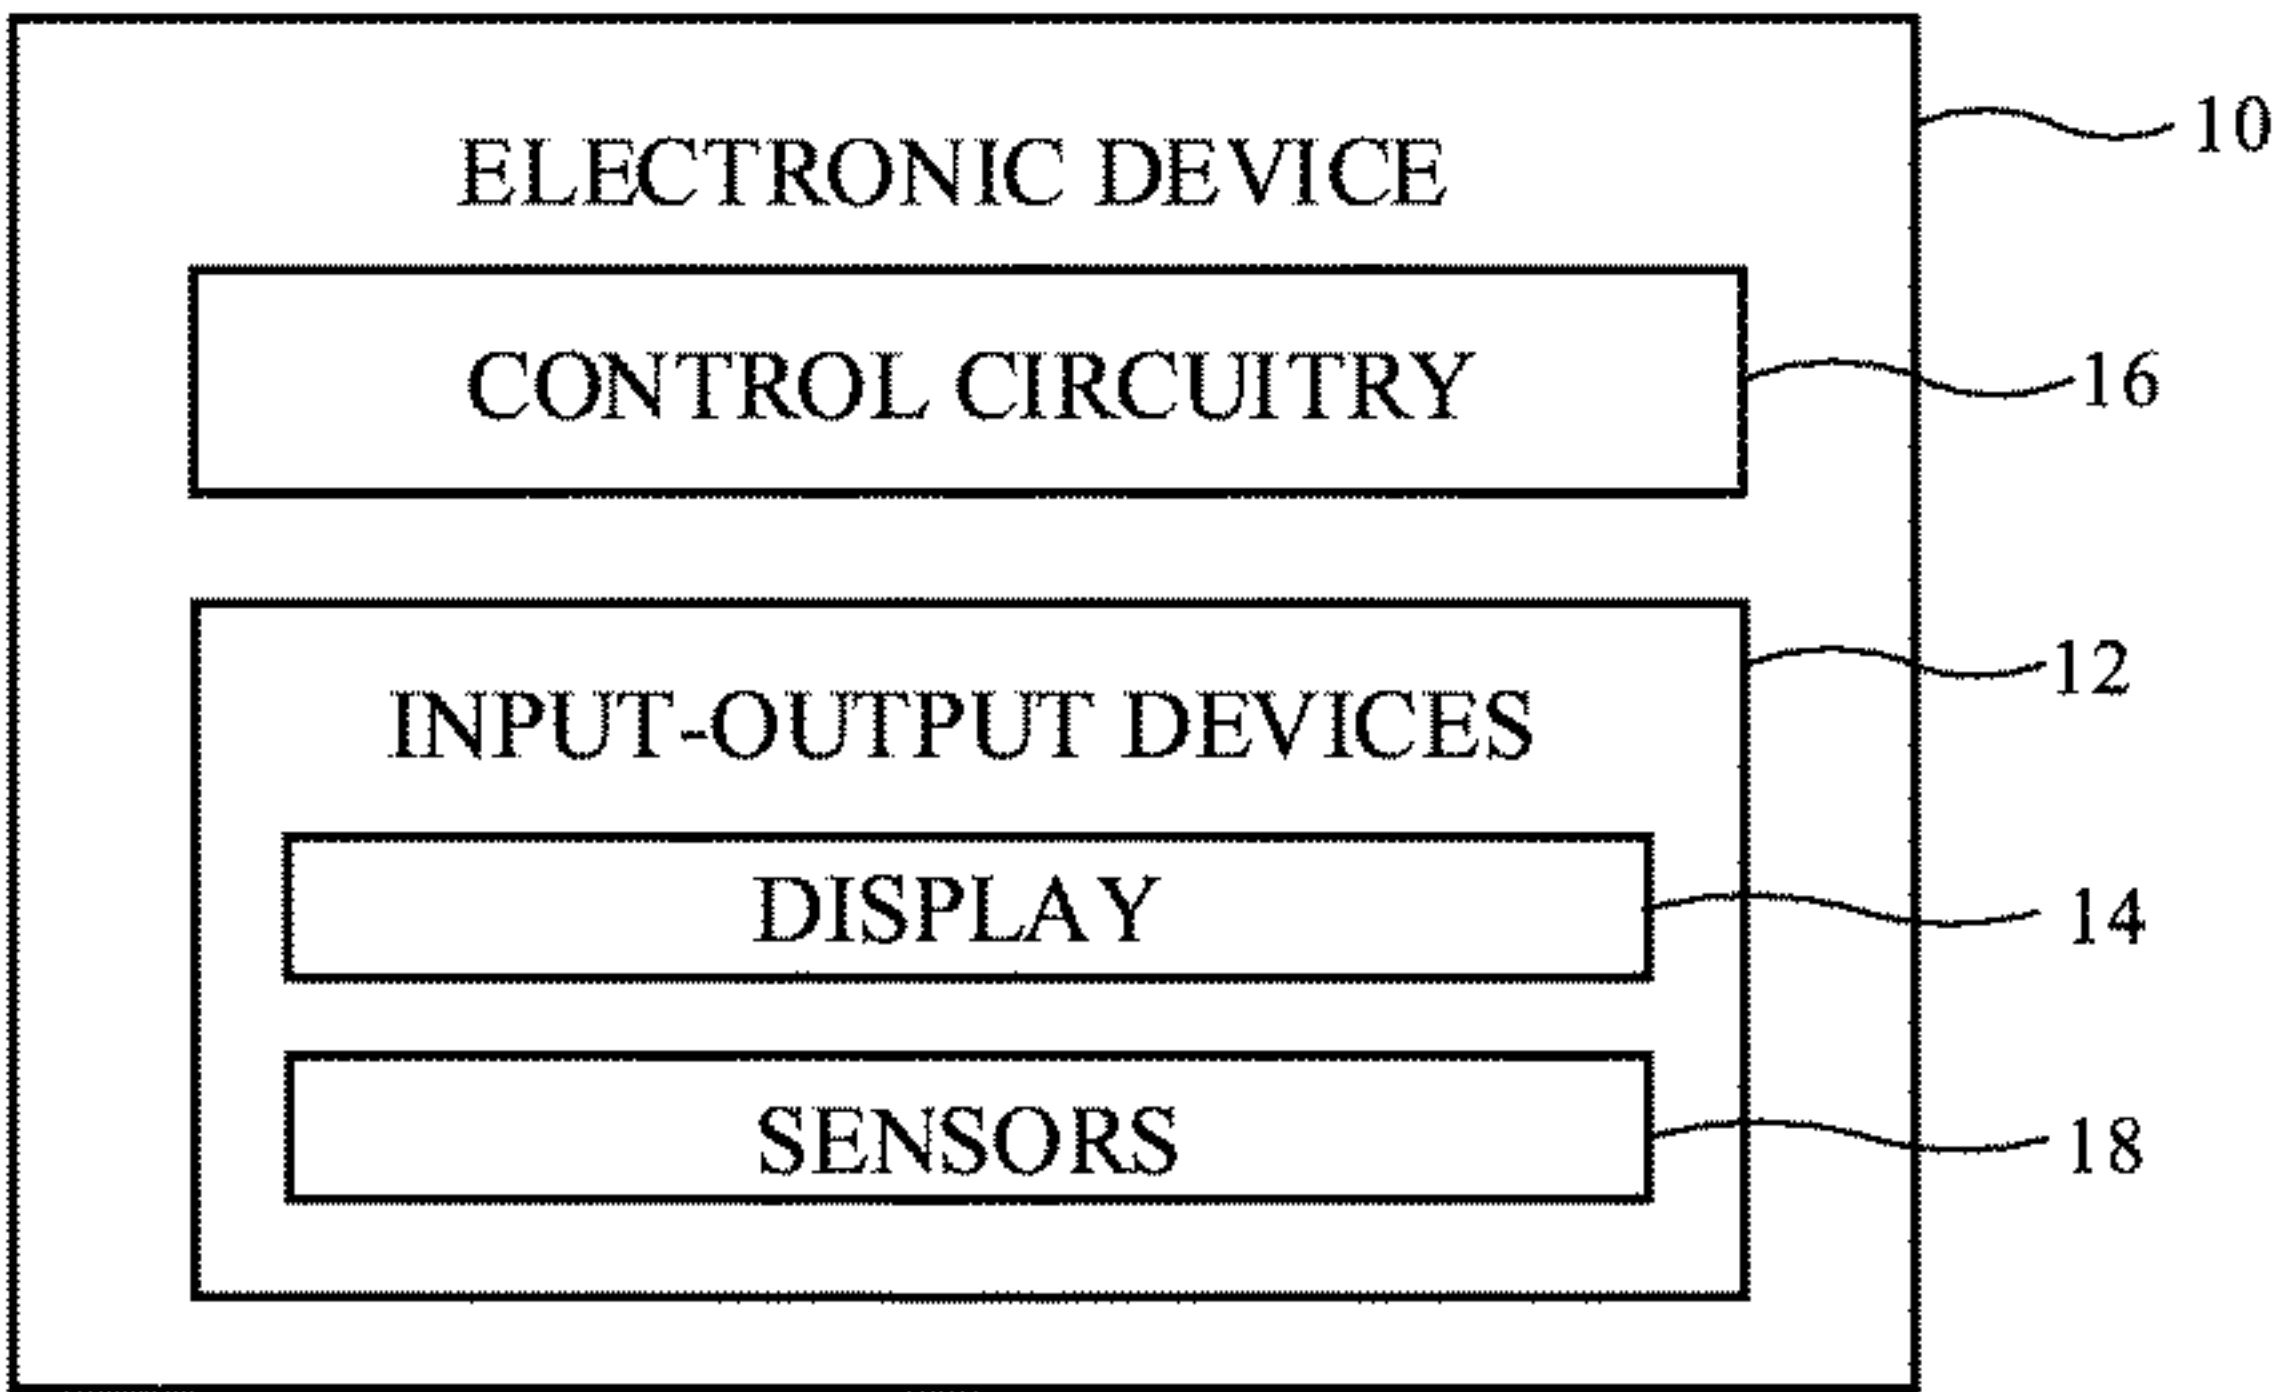 ELECTRONIC DEVICE
10
CONTROL CIRCUITRY
16
INPUT-OUTPUT DEVICES
12
DISPLAY
14
SENSORS
18